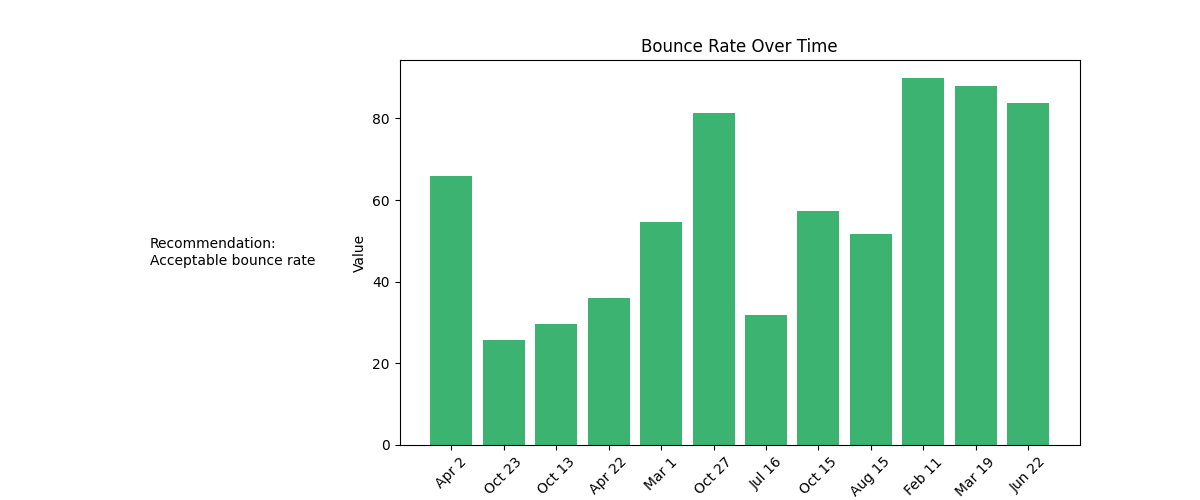 Bounce Rate Over Time
Recommendation:
Acceptable bounce rate
Value
80
60
40
20
0
Apr 2
Oct 23
Oct 13
Apr 22
Mar 1
Oct 27
Jul 16
Oct 15
Aug 15
Feb 11
Mar 19
Jun 22